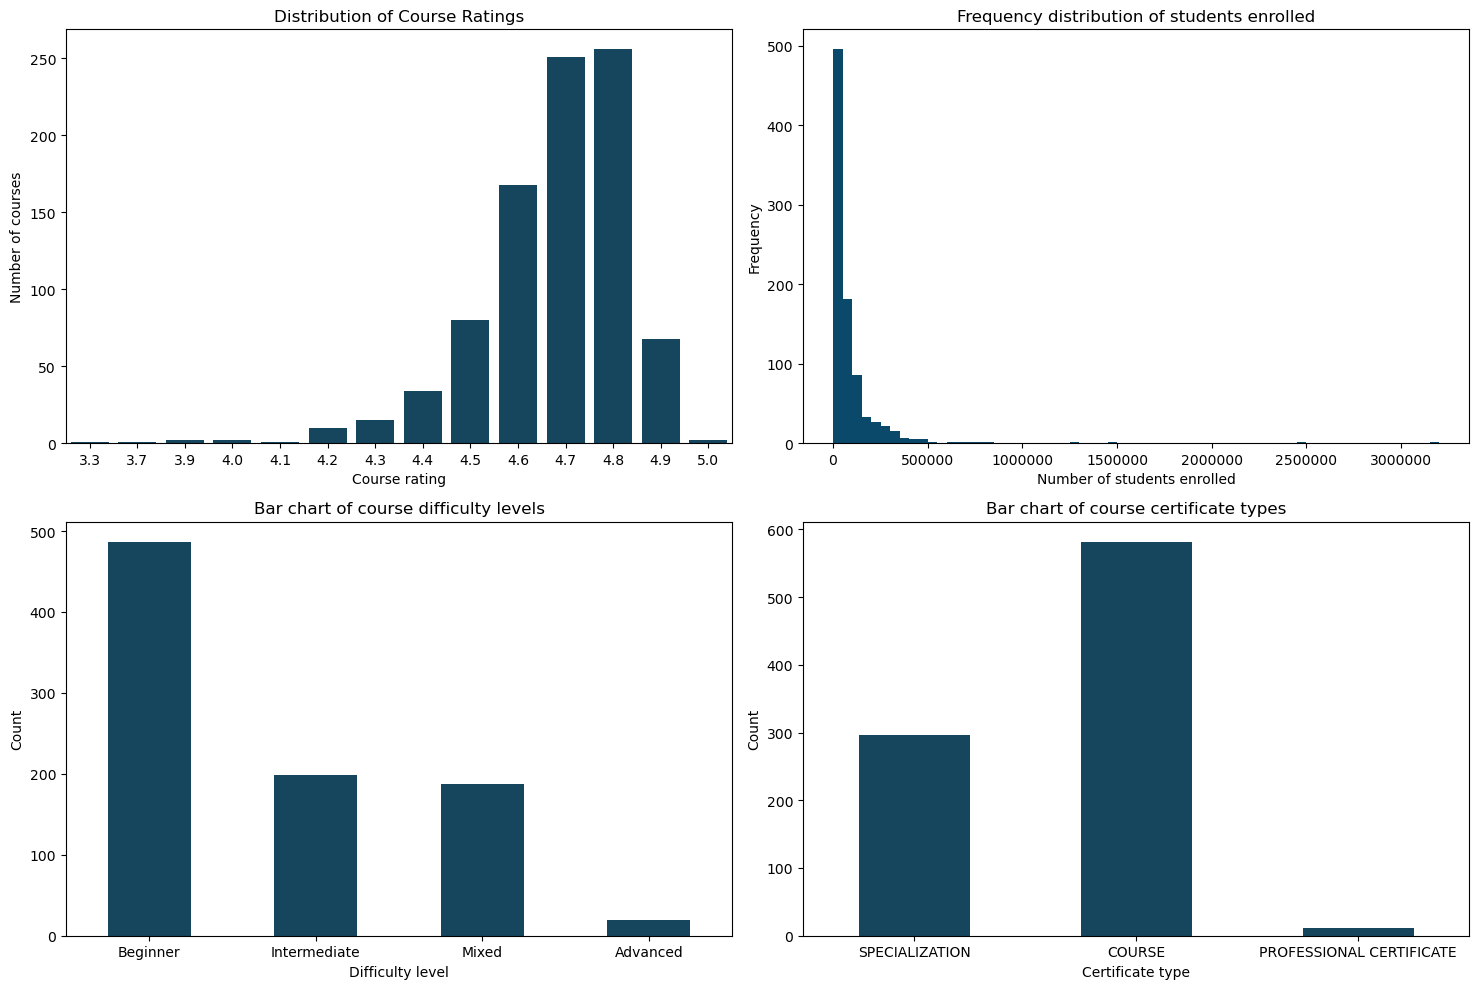 Distribution of Course Ratings
Number of courses
250
200
150
100
50
0
3.3 3.7 3.9 4.0 4.1 4.2 4.3 4.4 4.5 4.6 4.7 4.8 4.9 5.0
Course rating
Frequency distribution of students enrolled
Frequency
500
400
300
200
100
0
0 500000 1000000 1500000 2000000 2500000 3000000
Number of students enrolled
Bar chart of course difficulty levels
Count
500
400
300
200
100
0
Beginner Intermediate Mixed Advanced
Difficulty level
Bar chart of course certificate types
Count
600
500
400
300
200
100
0
SPECIALIZATION COURSE PROFESSIONAL CERTIFICATE
Certificate type